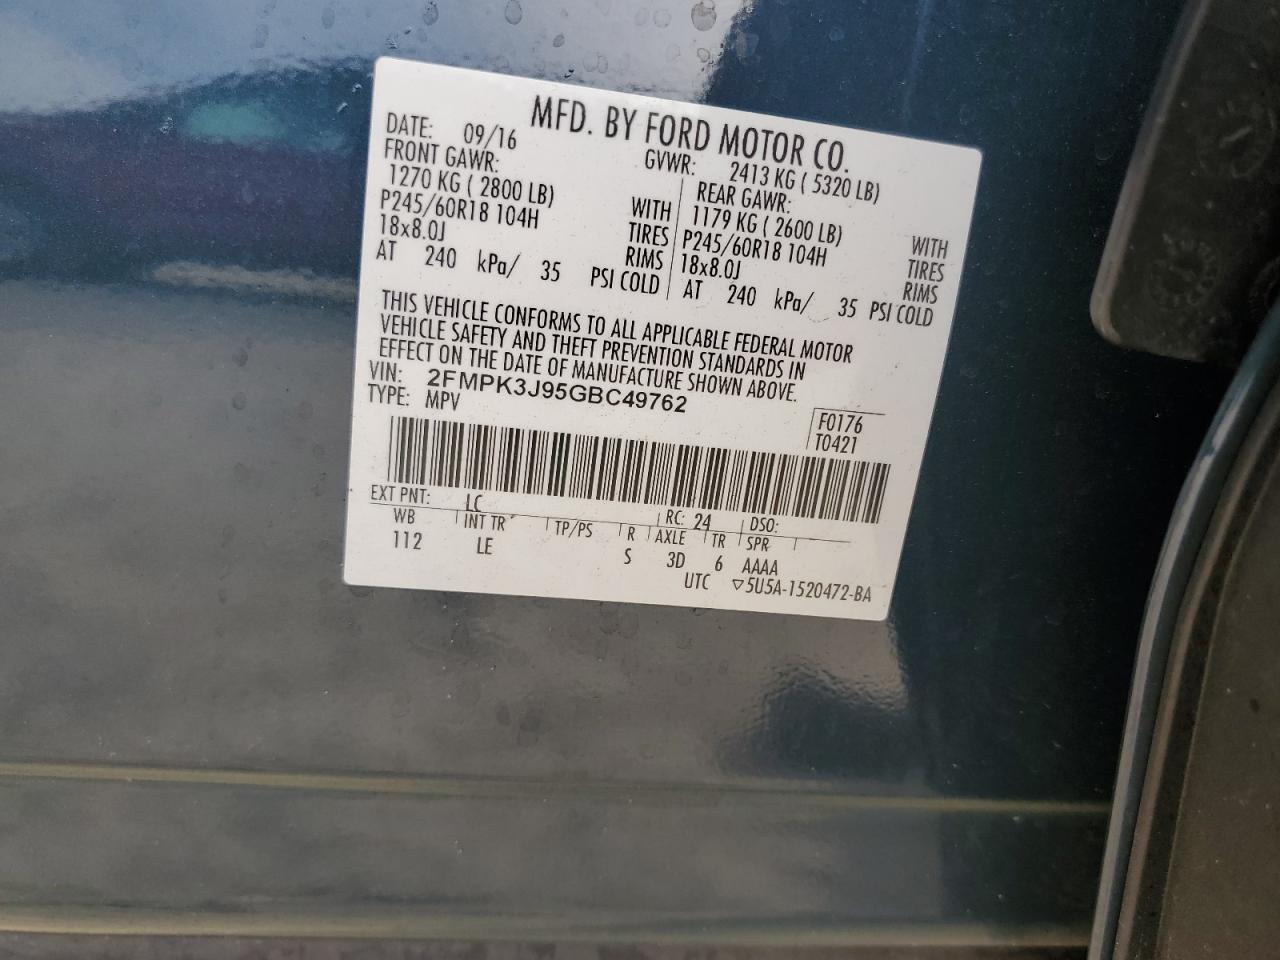 MFD. BY FORD MOTOR CO.
DATE: 09/16 GVWR: 2413 KG ( 5320 LB)
FRONT GAWR: REAR GAWR:
1270 KG ( 2800 LB) WITH 1179 KG ( 2600 LB) WITH
P245/60R18 104H TIRES P245/60R18 104H TIRES
18x8.0J RIMS 18x8.0J RIMS
AT 240 kPa/ 35 PSI COLD AT 240 kPa/ 35 PSI COLD
THIS VEHICLE CONFORMS TO ALL APPLICABLE FEDERAL MOTOR
VEHICLE SAFETY AND THEFT PREVENTION STANDARDS IN
EFFECT ON THE DATE OF MANUFACTURE SHOWN ABOVE.
VIN: 2FMPK3J95GBC49762
TYPE: MPV
F0176
T0421
EXT PNT: LC RC: 24 DSO:
WB INT TR TP/PS R AXLE TR SPR
112 LE S 3D 6 AAAA
UTC ▽5U5A-1520472-BA